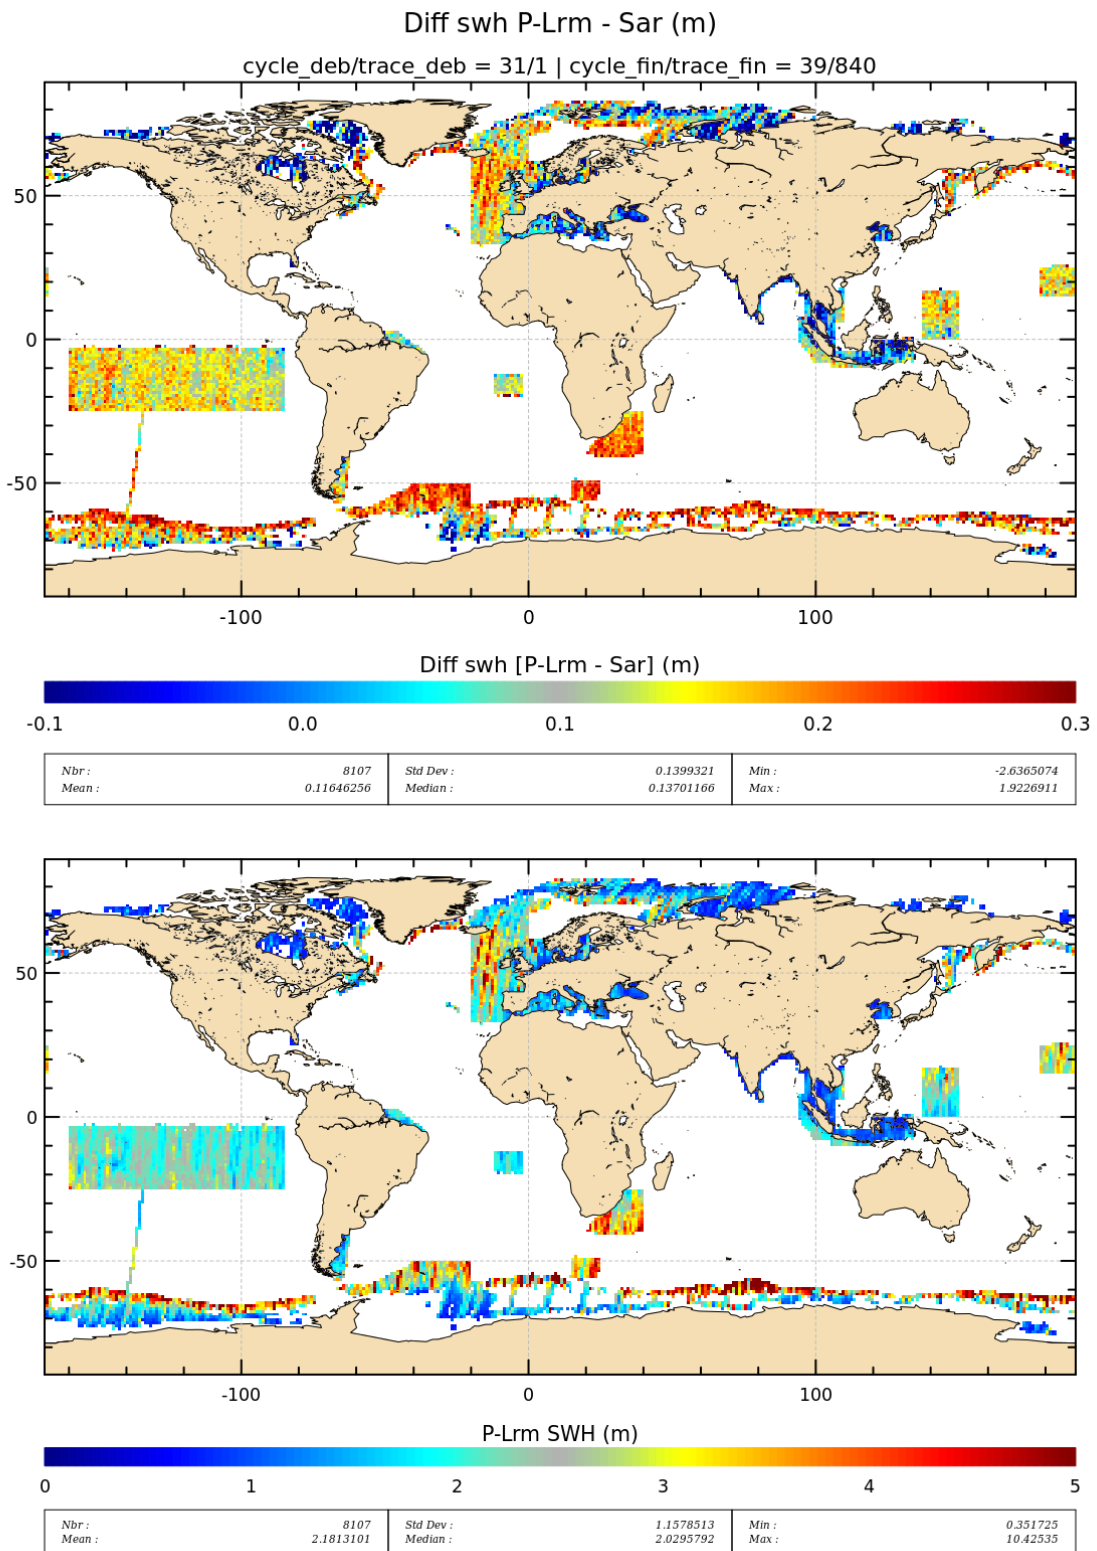 Diff swh P-Lrm - Sar (m)
cycle_deb/trace_deb = 31/1 | cycle_fin/trace_fin = 39/840
50
0
-50
-100 0 100
Diff swh [P-Lrm - Sar] (m)
-0.1 0.0 0.1 0.2 0.3
Nbr : 8107 Std Dev : 0.1399321 Min : -2.6365074
Mean : 0.11646256 Median : 0.13701166 Max : 1.9226911
50
0
-50
-100 0 100
P-Lrm SWH (m)
0 1 2 3 4 5
Nbr : 8107 Std Dev : 1.1578513 Min : 0.351725
Mean : 2.1813101 Median : 2.0295792 Max : 10.42535